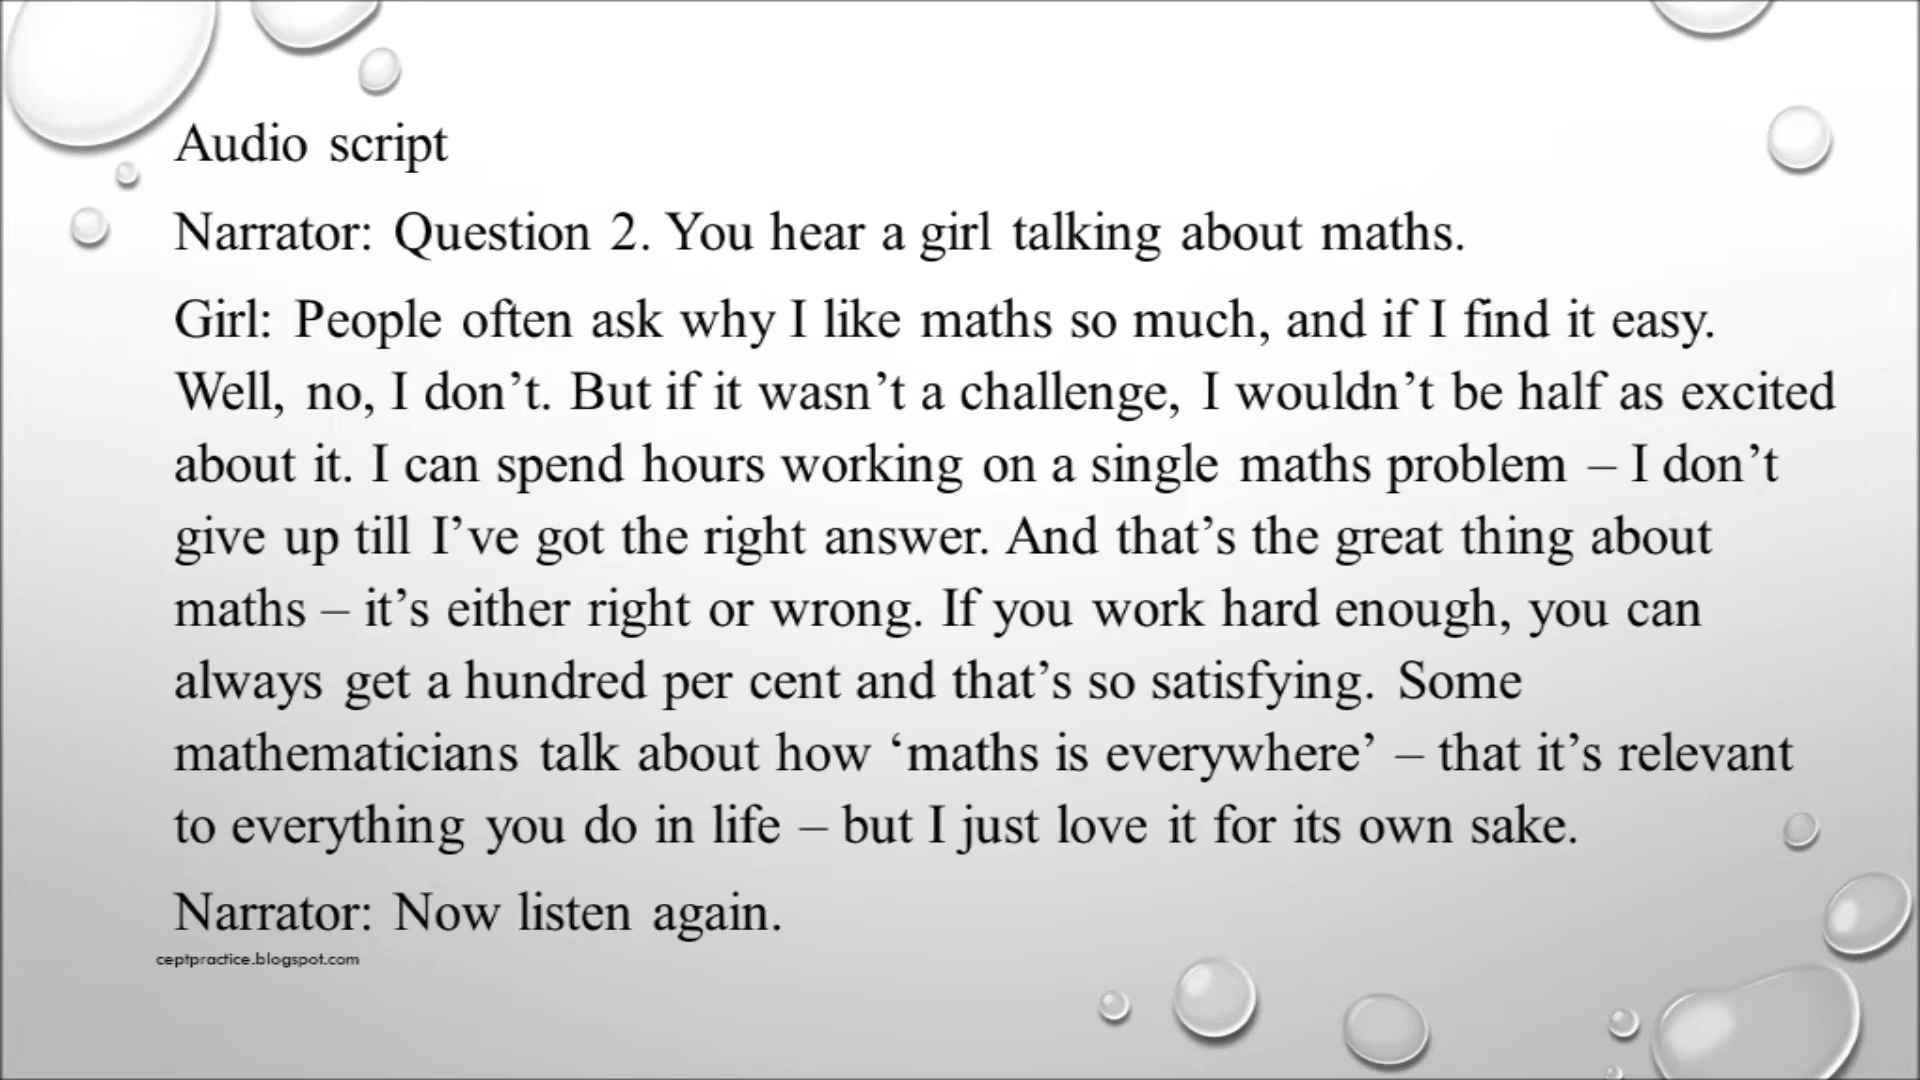 Audio script
Narrator: Question 2. You hear a girl talking about maths.
Girl: People often ask why I like maths so much, and if I find it easy.
Well, no, I don’t. But if it wasn’t a challenge, I wouldn’t be half as excited
about it. I can spend hours working on a single maths problem – I don’t
give up till I’ve got the right answer. And that’s the great thing about
maths – it’s either right or wrong. If you work hard enough, you can
always get a hundred per cent and that’s so satisfying. Some
mathematicians talk about how ‘maths is everywhere’ – that it’s relevant
to everything you do in life – but I just love it for its own sake.
Narrator: Now listen again.
ceptpractice.blogspot.com